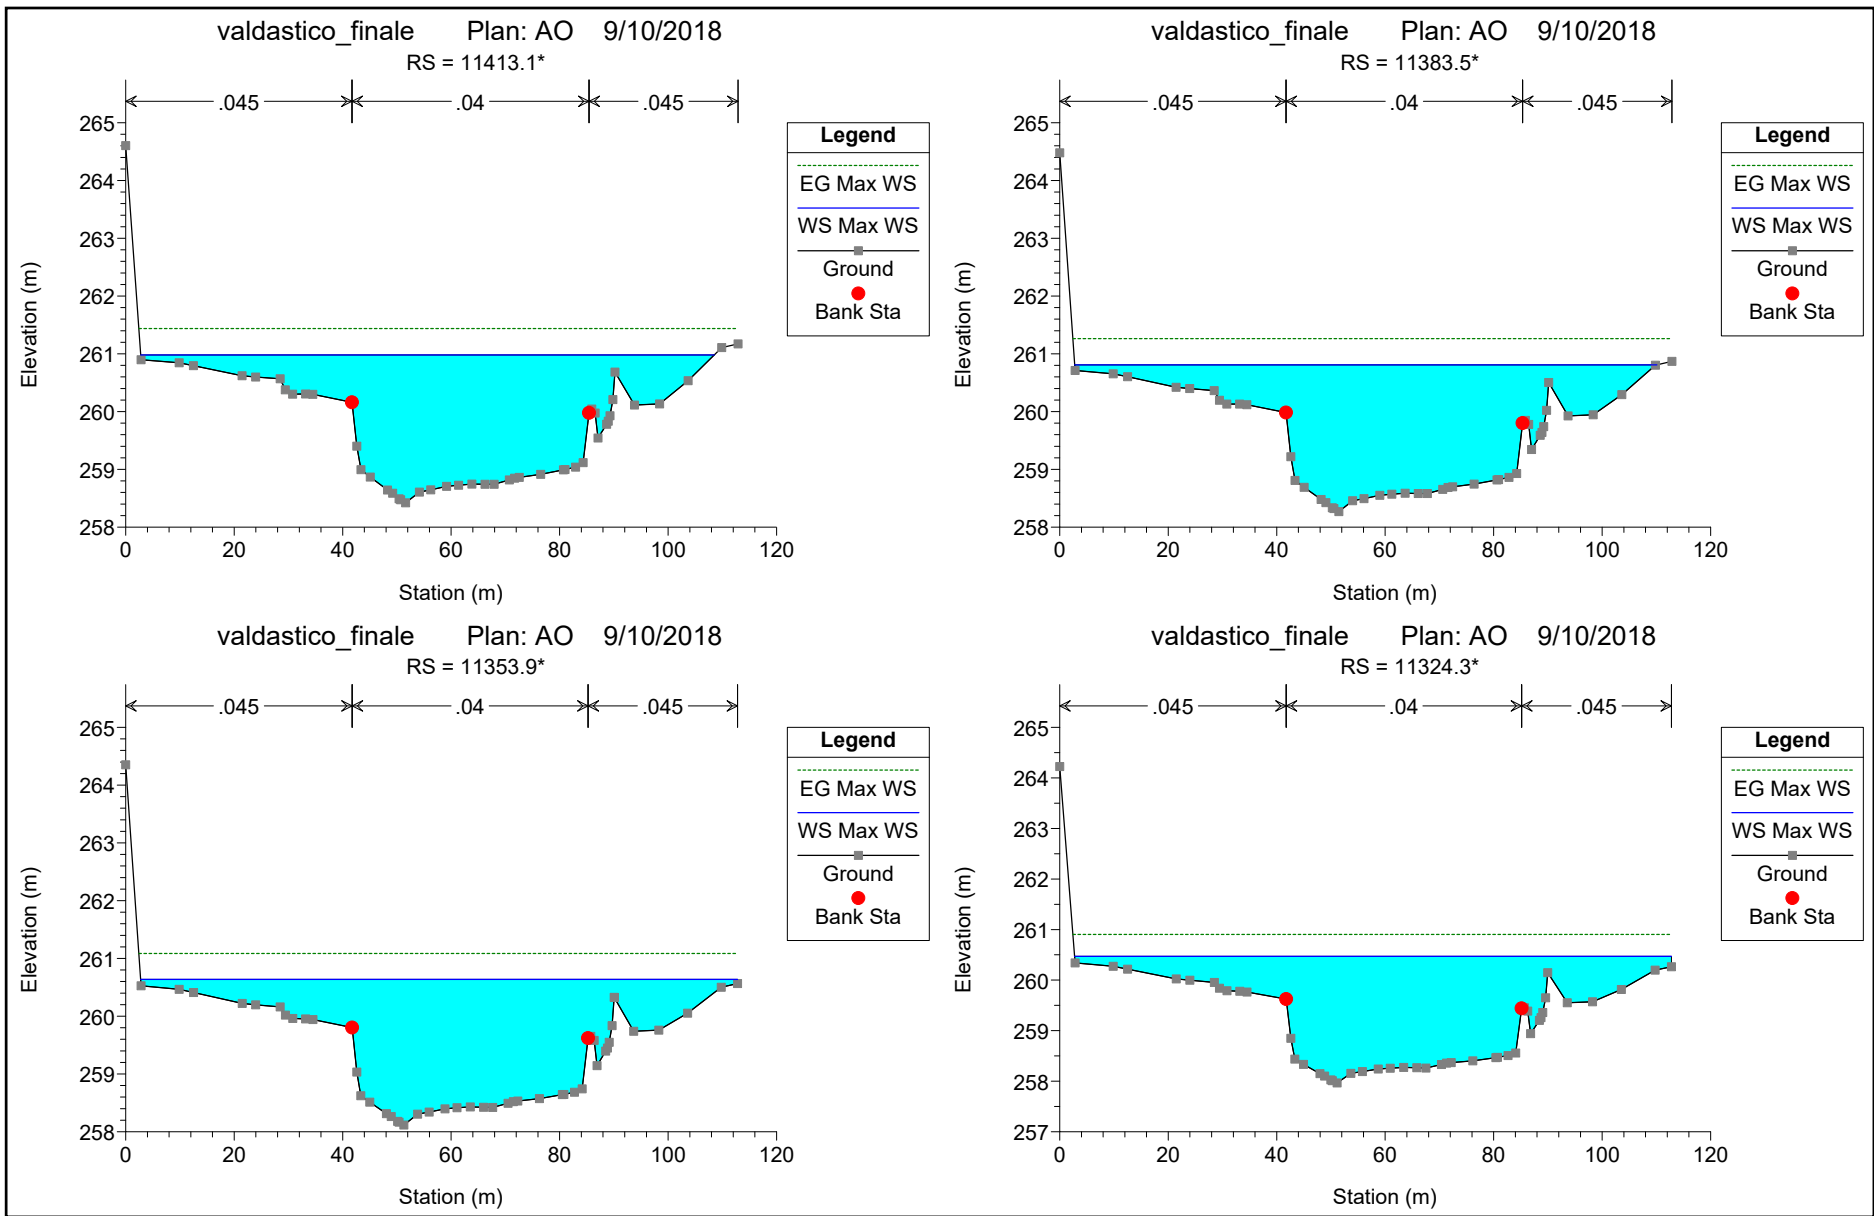 valdastico_finale Plan: AO 9/10/2018
RS = 11413.1*
.045 .04 .045
265
264
263
262
261
260
259
258
Elevation (m)
0 20 40 60 80 100 120
Station (m)
Legend
EG Max WS
WS Max WS
Ground
Bank Sta
valdastico_finale Plan: AO 9/10/2018
RS = 11383.5*
.045 .04 .045
265
264
263
262
261
260
259
258
Elevation (m)
0 20 40 60 80 100 120
Station (m)
Legend
EG Max WS
WS Max WS
Ground
Bank Sta
valdastico_finale Plan: AO 9/10/2018
RS = 11353.9*
.045 .04 .045
265
264
263
262
261
260
259
258
Elevation (m)
0 20 40 60 80 100 120
Station (m)
Legend
EG Max WS
WS Max WS
Ground
Bank Sta
valdastico_finale Plan: AO 9/10/2018
RS = 11324.3*
.045 .04 .045
265
264
263
262
261
260
259
258
257
Elevation (m)
0 20 40 60 80 100 120
Station (m)
Legend
EG Max WS
WS Max WS
Ground
Bank Sta